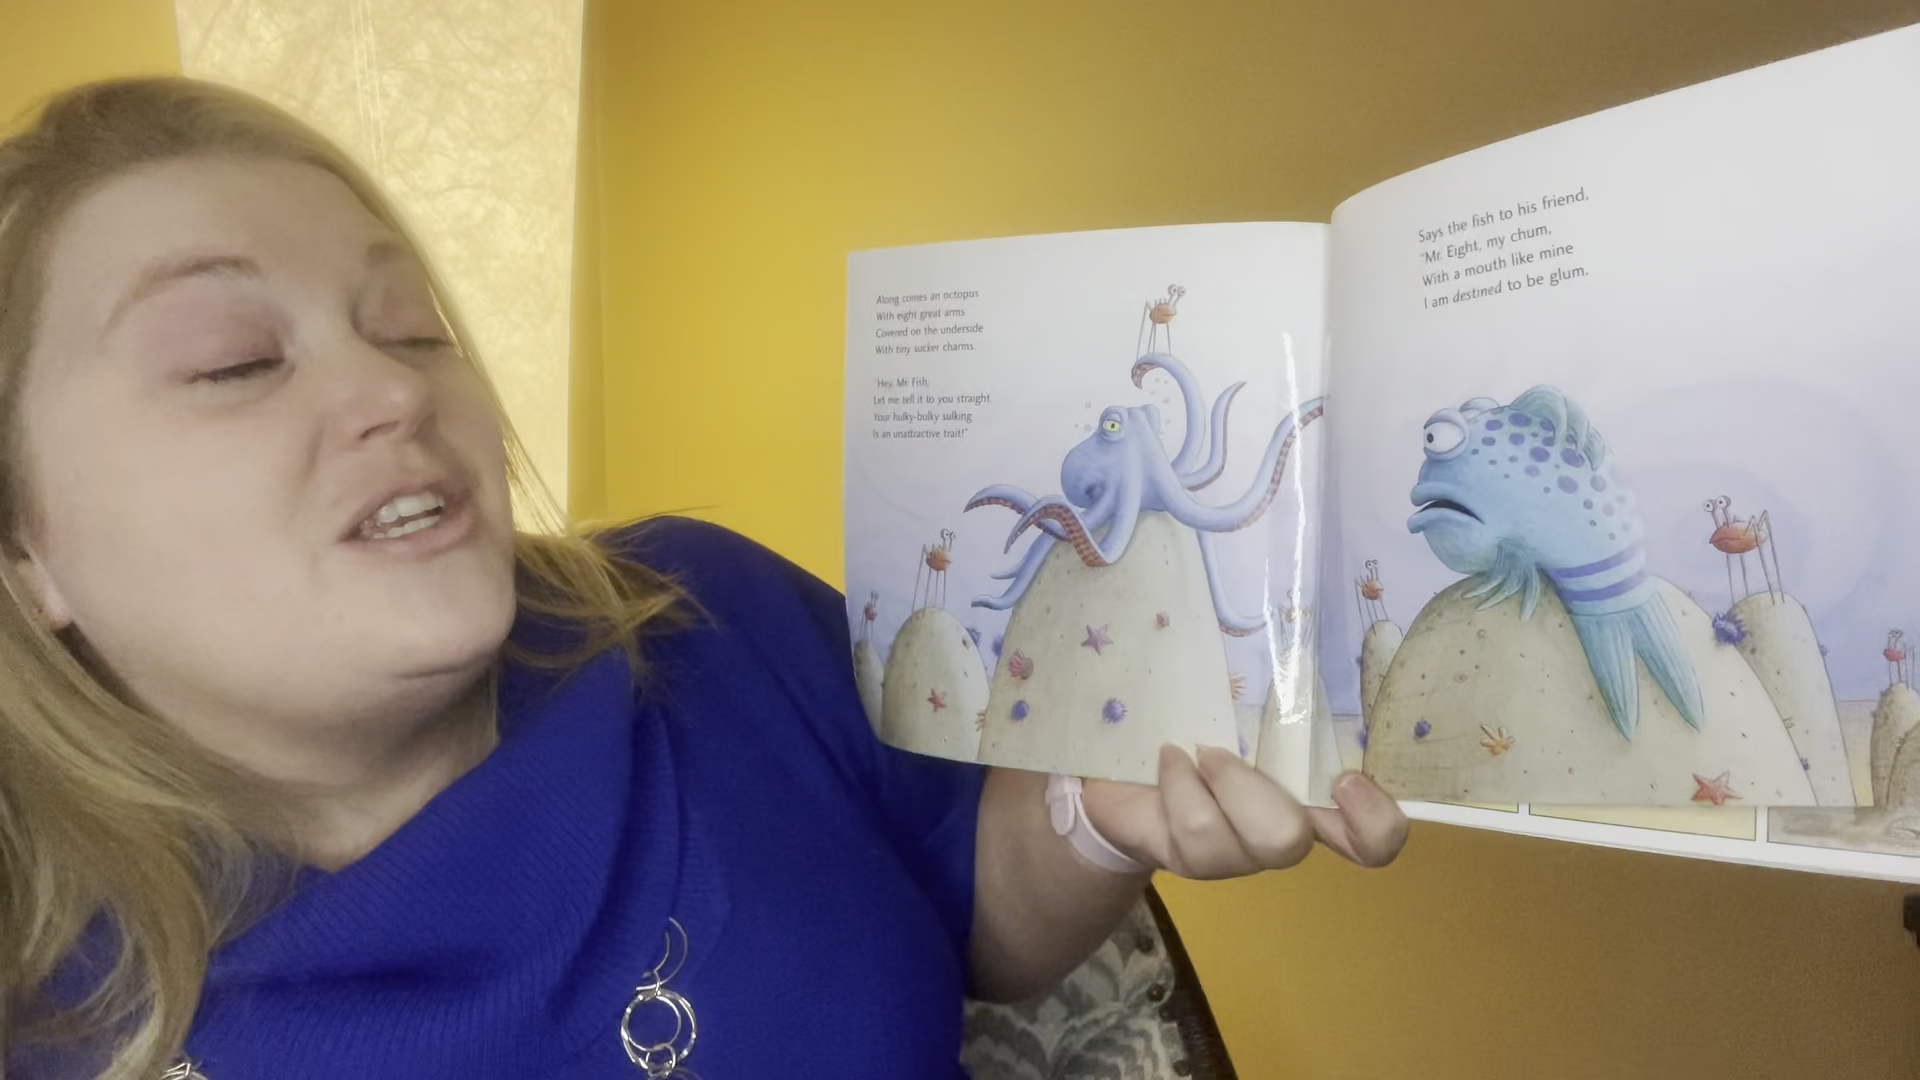 Along comes an octopus
With eight great arms
Covered on the underside
With tiny sucker charms.
"Hey, Mr. Fish,
Let me tell it to you straight.
Your hulky-bulky sulking
Is an unattractive trait!"
Says the fish to his friend,
"Mr. Eight, my chum,
With a mouth like mine
I am destined to be glum.